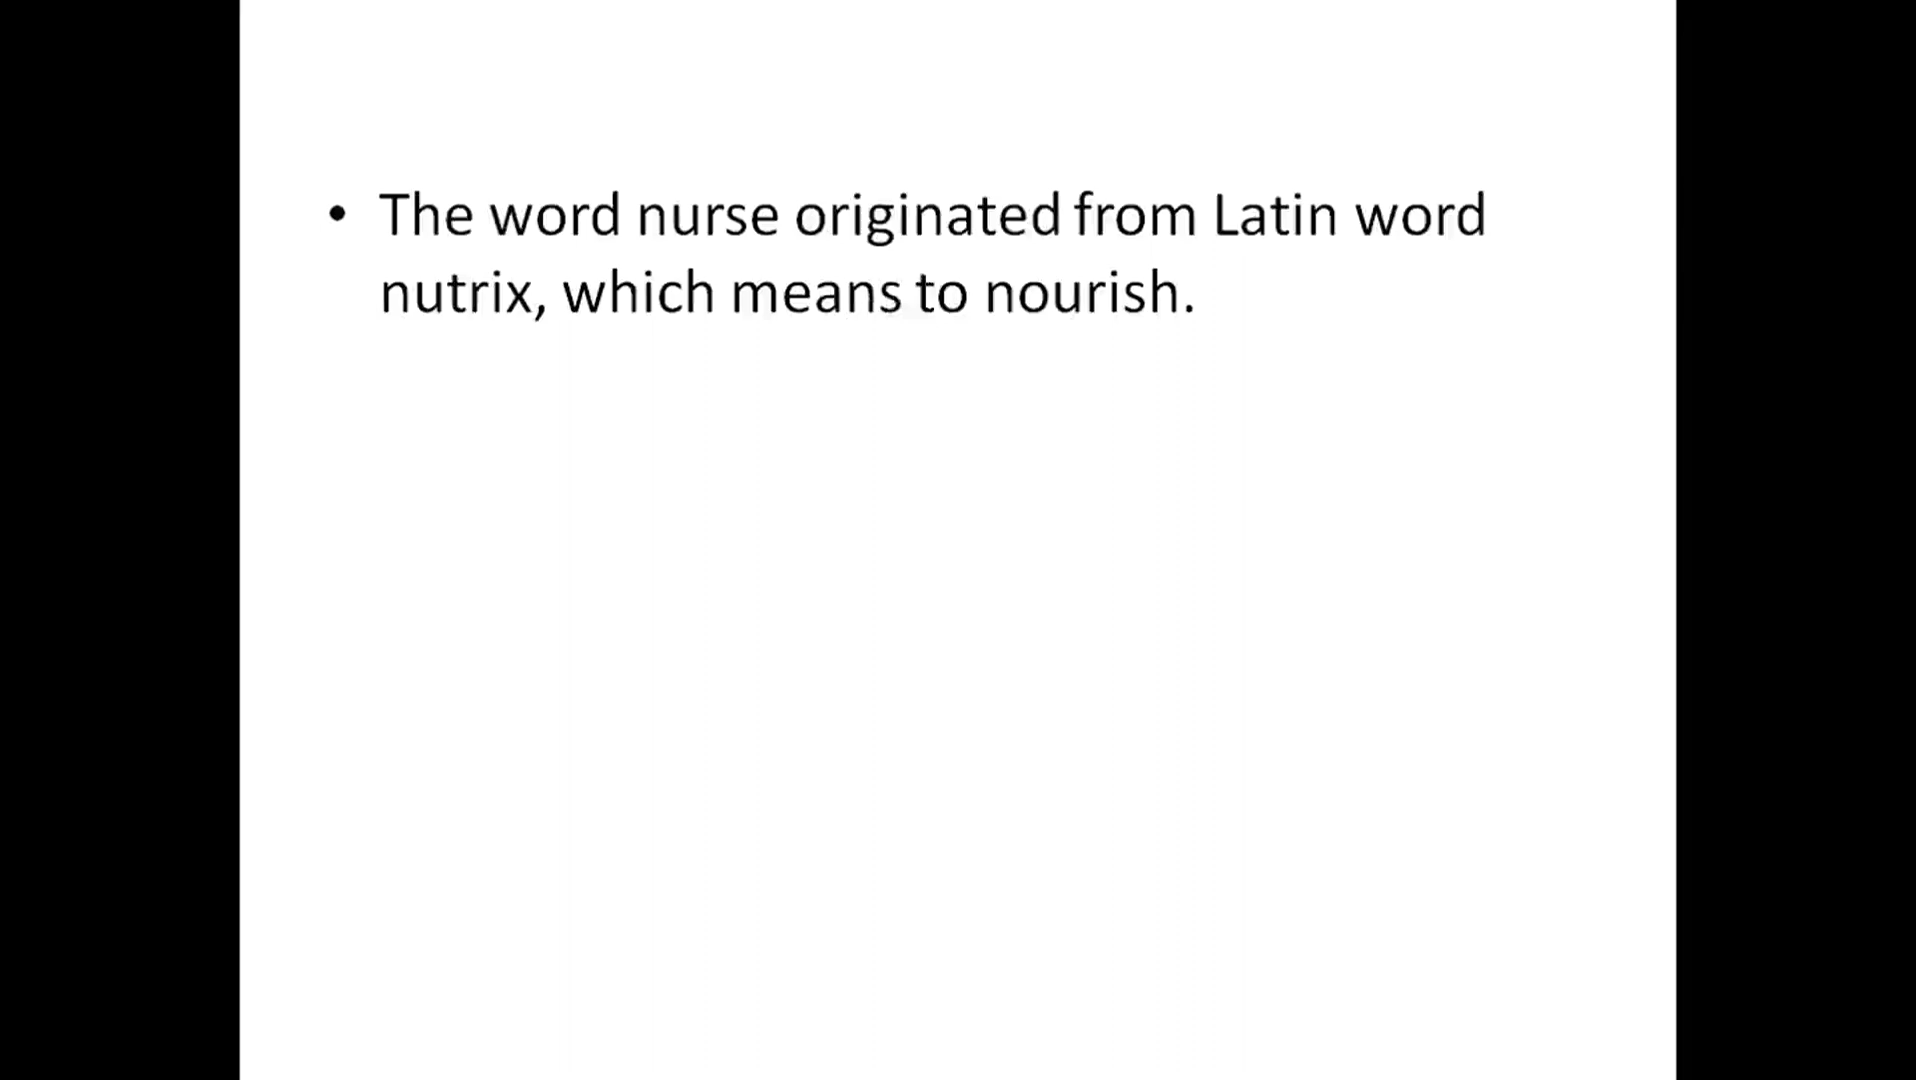 • The word nurse originated from Latin word
nutrix, which means to nourish.